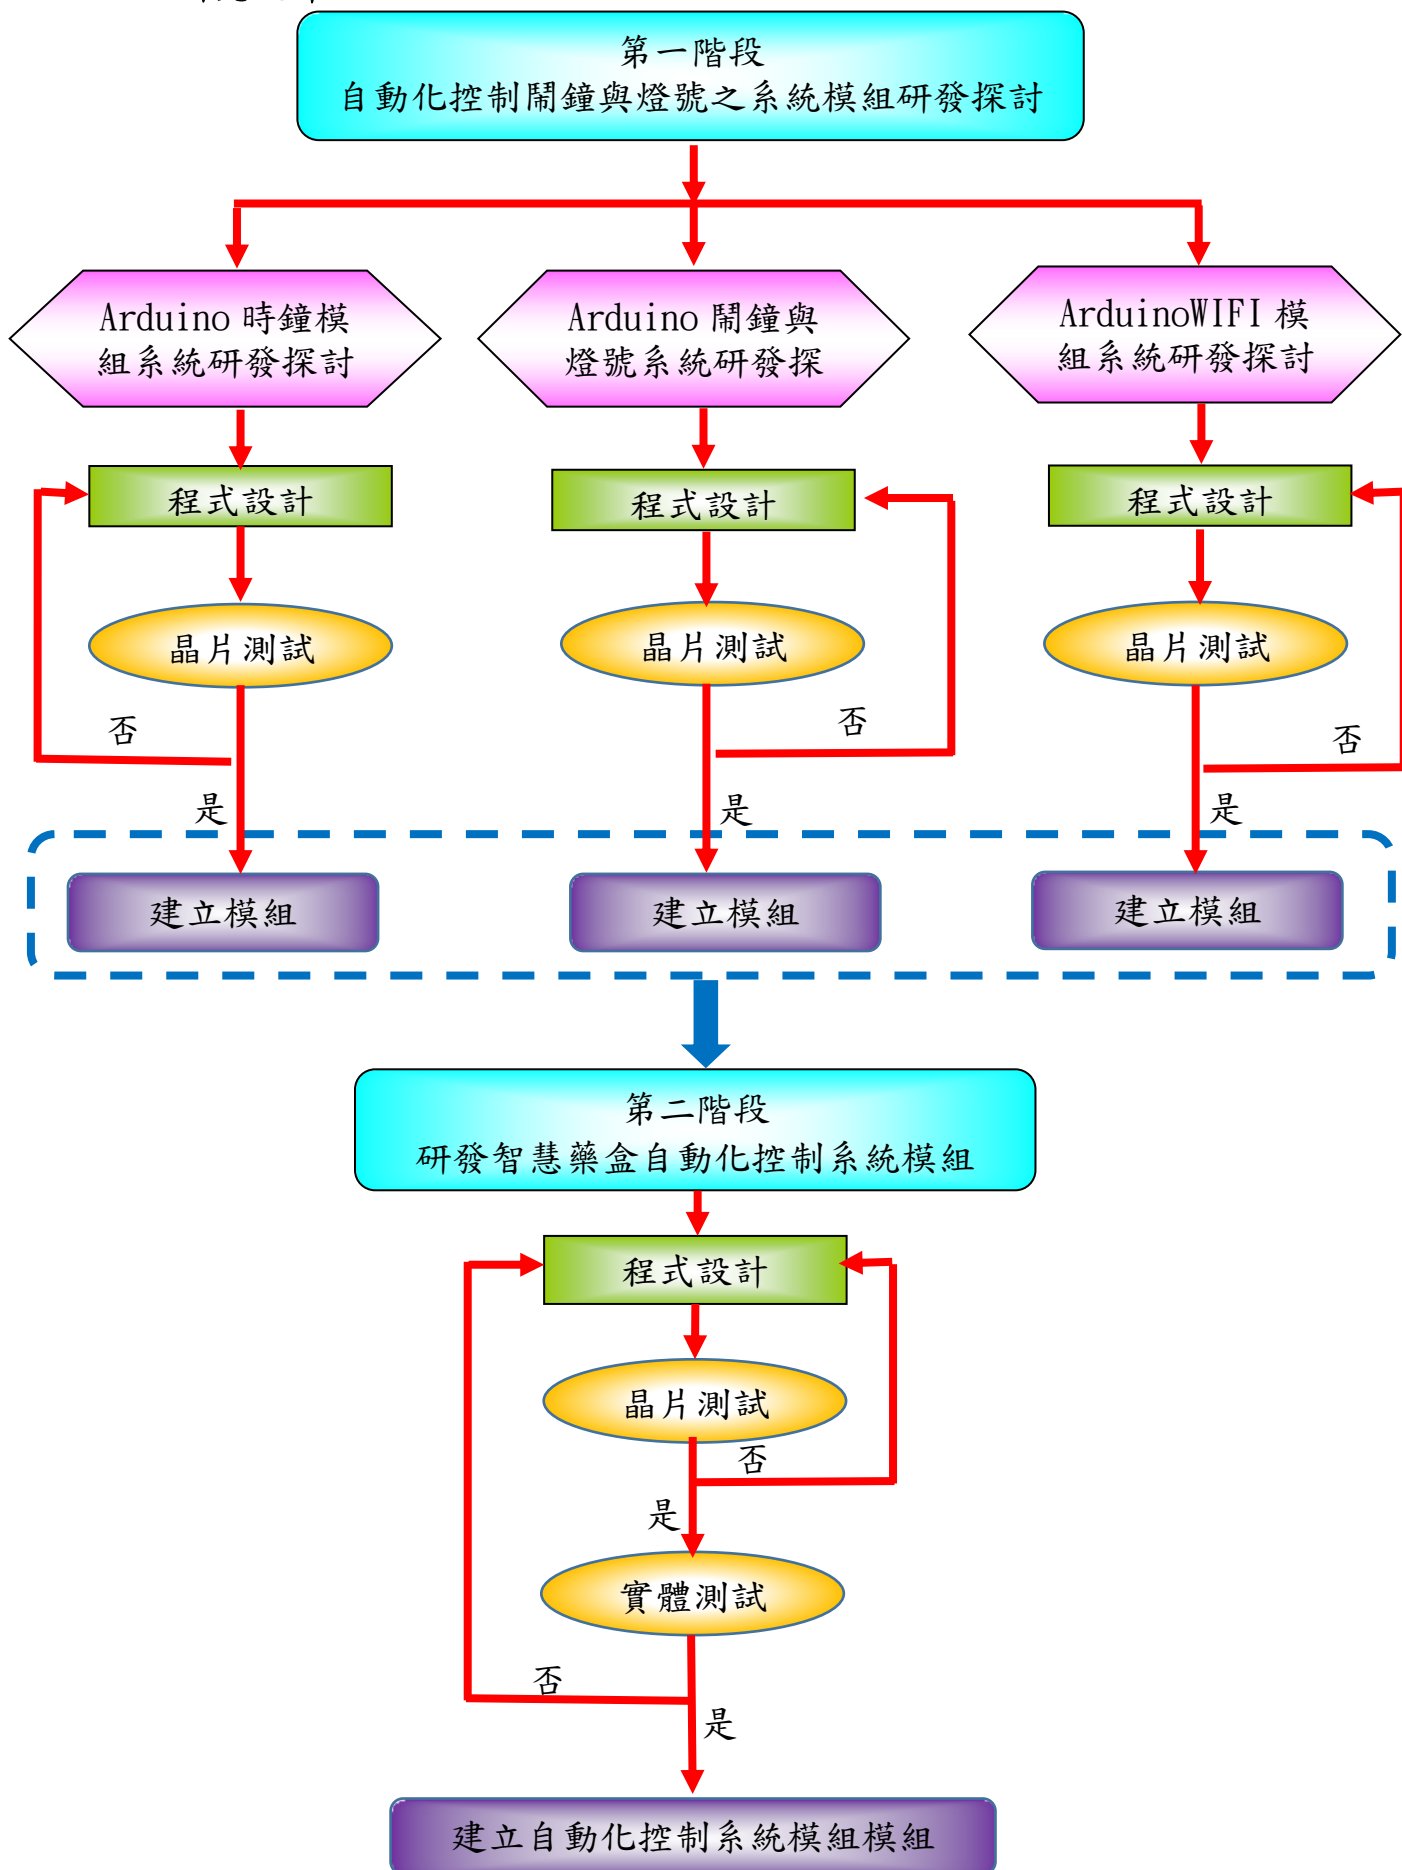 第一階段
自動化控制鬧鐘與燈號之系統模組研發探討
Arduino 時鐘模
組系統研發探討
Arduino 鬧鐘與
燈號系統研發探
ArduinoWIFI 模
組系統研發探討
程式設計
程式設計
程式設計
晶片測試
晶片測試
晶片測試
否
否
否
是
是
是
建立模組
建立模組
建立模組
第二階段
研發智慧藥盒自動化控制系統模組
程式設計
晶片測試
否
是
實體測試
否
是
建立自動化控制系統模組模組